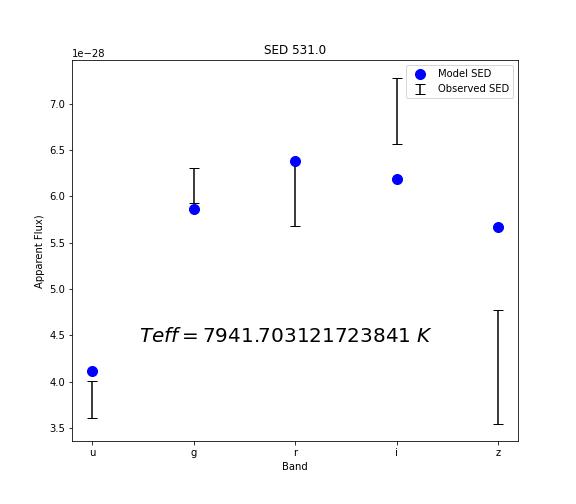 SED 531.0
1e−28
Model SED
Observed SED
7.0
6.5
6.0
5.5
5.0
4.5
4.0
3.5
Apparent Flux)
Teff = 7941.703121723841 K
u g r i z
Band